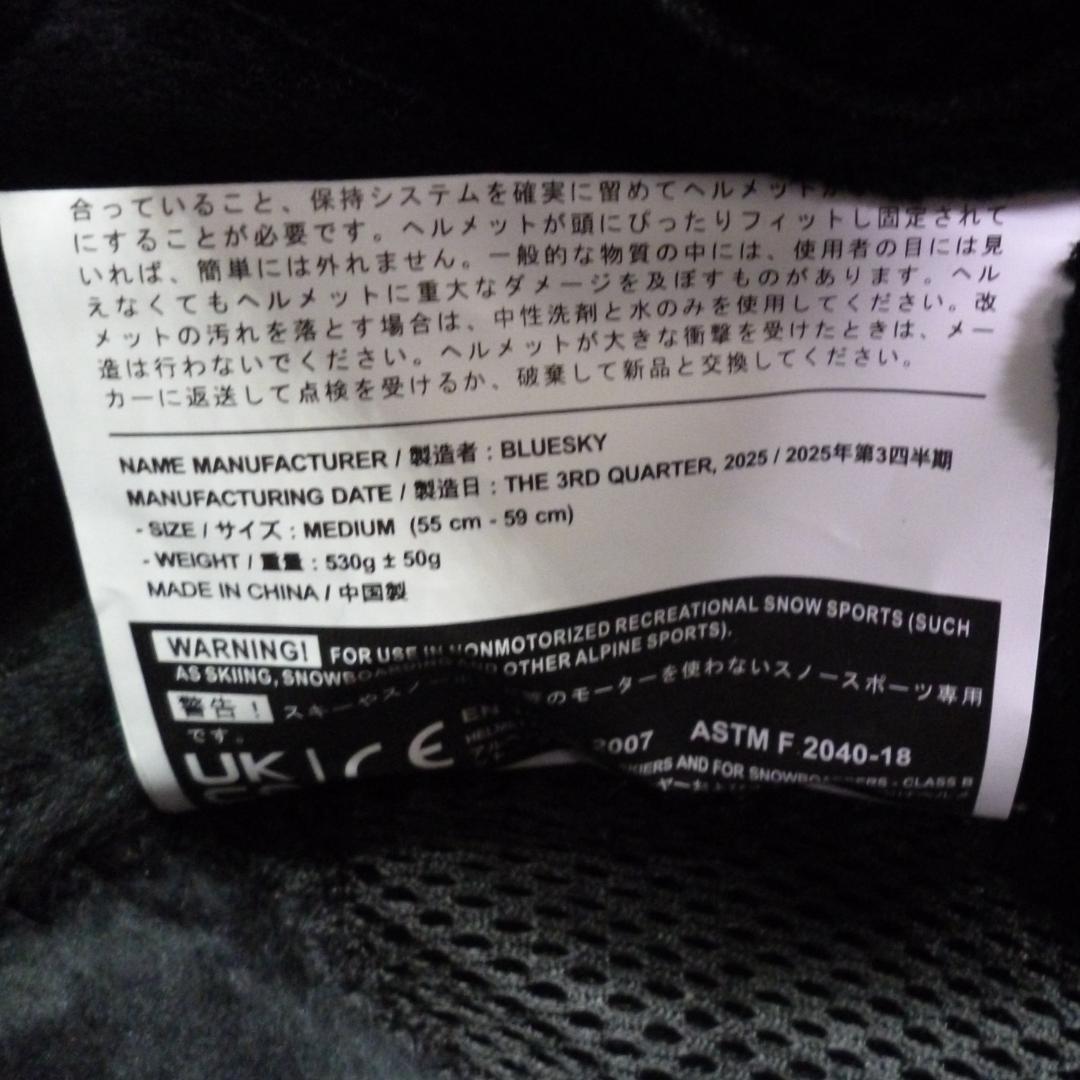 合っていること、保持システムを確実に留めてヘルメットが
にすることが必要です。ヘルメットが頭にぴったりフィットし固定されて
いれば、簡単には外れません。一般的な物質の中には、使用者の目には見
えなくてもヘルメットに重大なダメージを及ぼすものがあります。ヘル
メットの汚れを落とす場合は、中性洗剤と水のみを使用してください。改
造は行わないでください。ヘルメットが大きな衝撃を受けたときは、メー
カーに返送して点検を受けるか、破棄して新品と交換してください。
NAME MANUFACTURER / 製造者 : BLUESKY
MANUFACTURING DATE / 製造日 : THE 3RD QUARTER, 2025 / 2025年第3四半期
- SIZE / サイズ : MEDIUM (55 cm - 59 cm)
- WEIGHT / 重量 : 530g ± 50g
MADE IN CHINA / 中国製
WARNING! FOR USE IN NONMOTORIZED RECREATIONAL SNOW SPORTS (SUCH
AS SKIING, SNOWBOARDING AND OTHER ALPINE SPORTS).
警告! スキーやスノー のモーターを使わないスノースポーツ専用
です。
UK CE EN 2007 ASTM F 2040-18
AND FOR SNOWBOARDERS - CLASS B